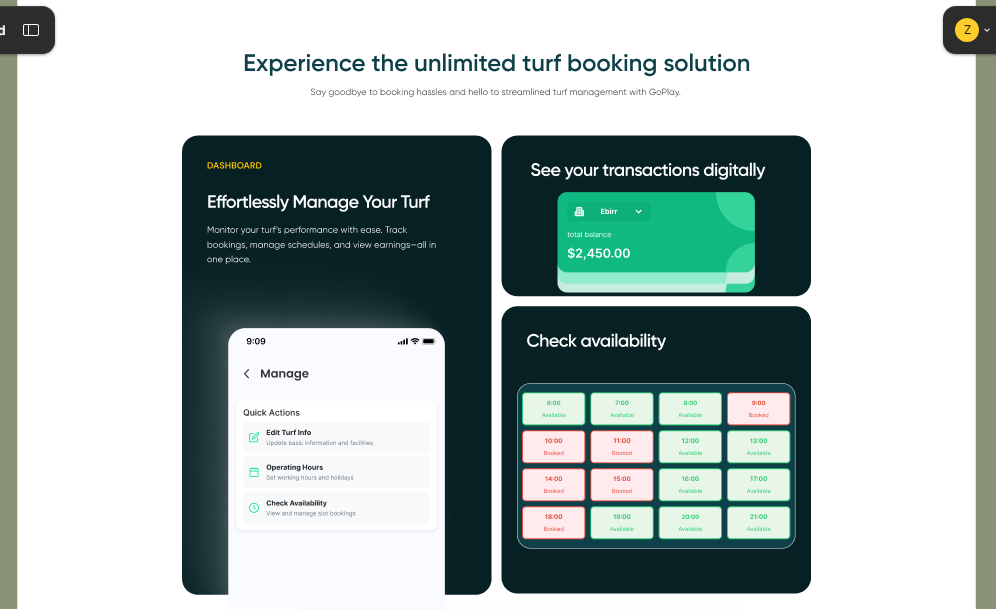 d
Z
Experience the unlimited turf booking solution
Say goodbye to booking hassles and hello to streamlined turf management with GoPlay.
DASHBOARD
Effortlessly Manage Your Turf
Monitor your turf's performance with ease. Track
bookings, manage schedules, and view earnings—all in
one place.
9:09
Manage
Quick Actions
Edit Turf Info
Update basic information and facilities
Operating Hours
Set working hours and holidays
Check Availability
View and manage slot bookings
See your transactions digitally
Ebirr
total balance
$2,450.00
Check availability
6:00 7:00 8:00 9:00
Available Available Available Booked
10:00 11:00 12:00 13:00
Booked Booked Available Available
14:00 15:00 16:00 17:00
Booked Booked Available Available
18:00 19:00 20:00 21:00
Booked Available Available Available